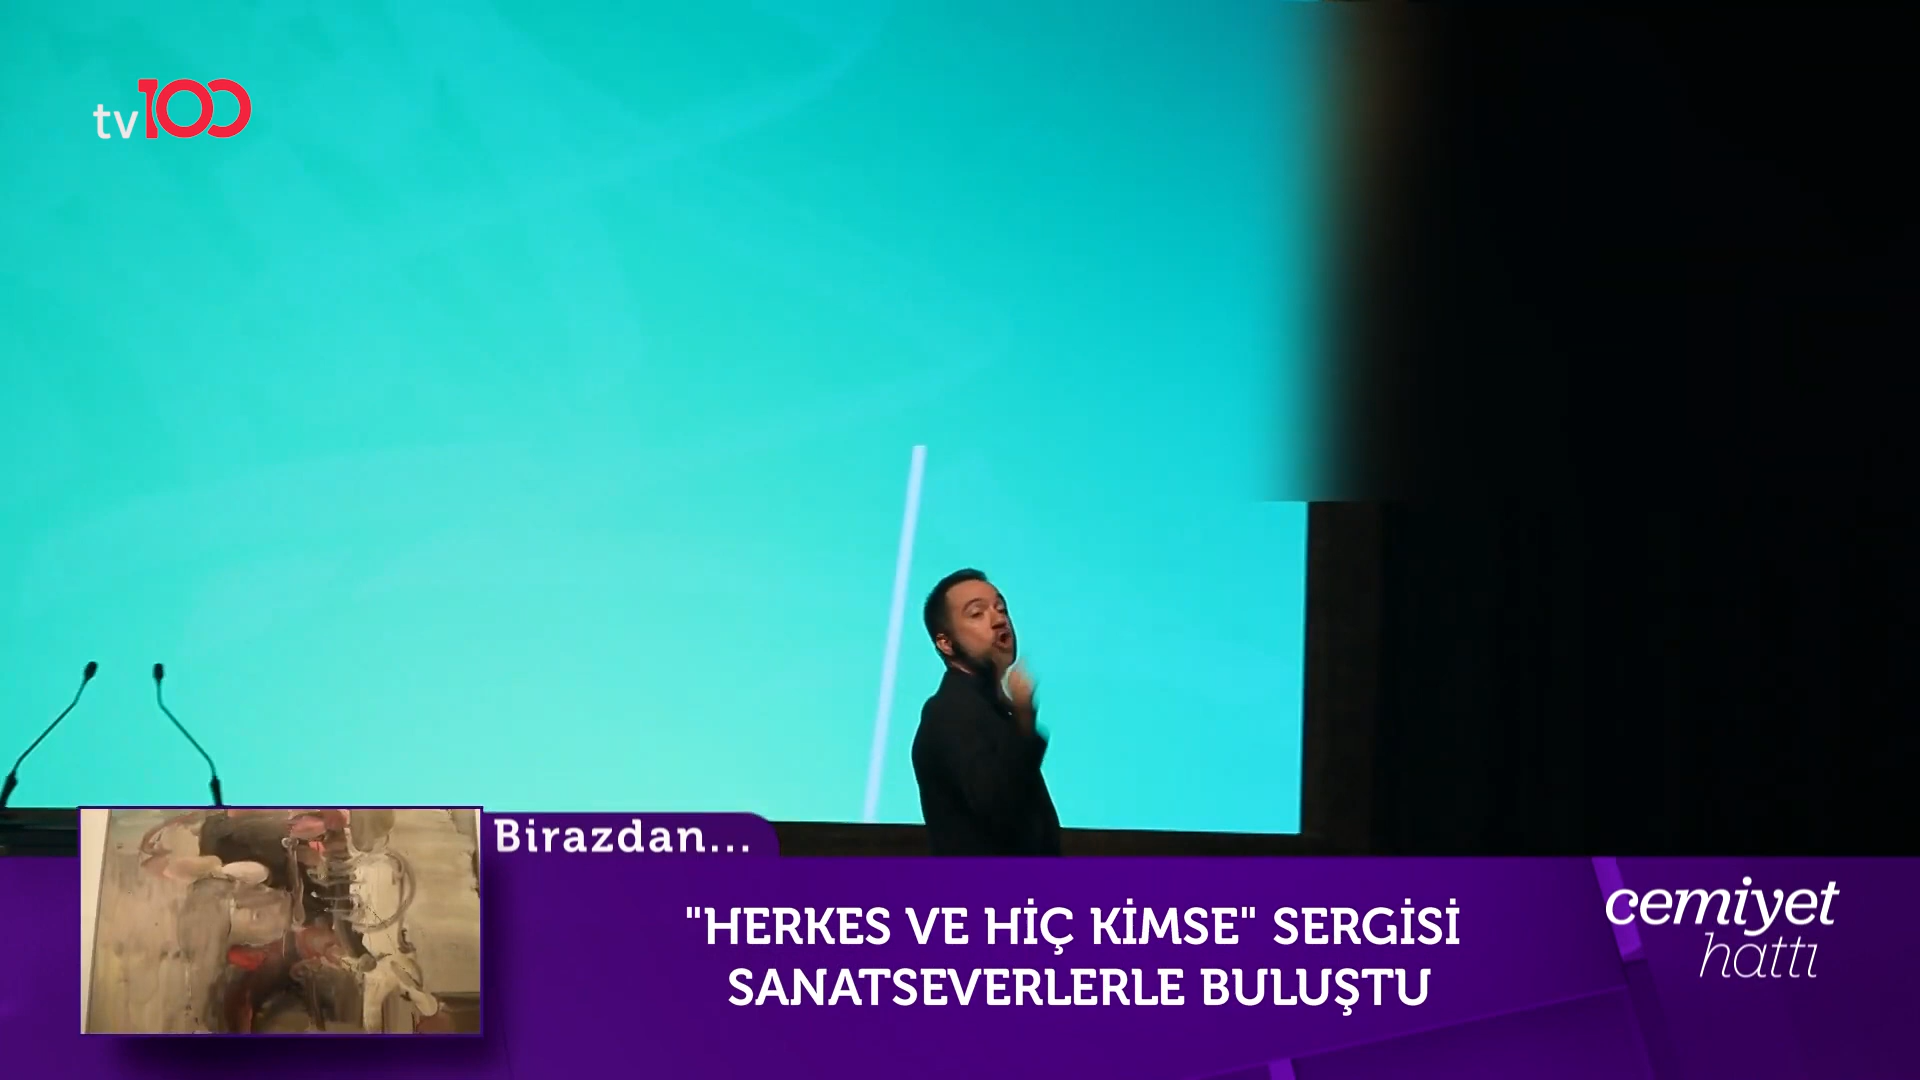 tv100
Birazdan...
"HERKES VE HİÇ KİMSE" SERGİSİ
SANATSEVERLERLE BULUŞTU
cemiyet
hattı